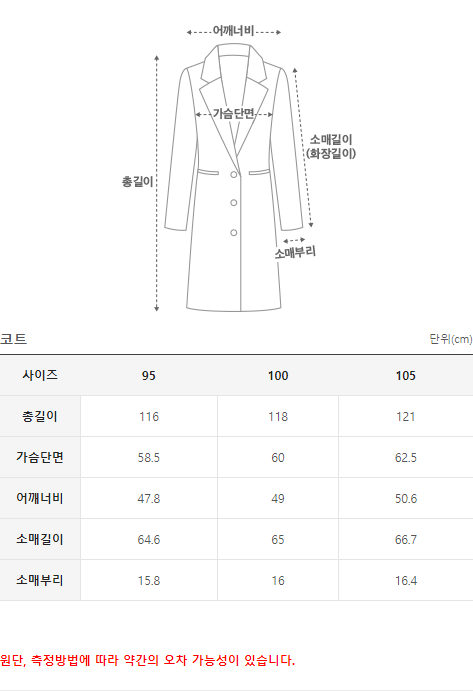 어깨너비
가슴단면
소매길이
(화장길이)
총길이
소매부리
코트 단위(cm)
사이즈 95 100 105
총길이 116 118 121
가슴단면 58.5 60 62.5
어깨너비 47.8 49 50.6
소매길이 64.6 65 66.7
소매부리 15.8 16 16.4
원단, 측정방법에 따라 약간의 오차 가능성이 있습니다.